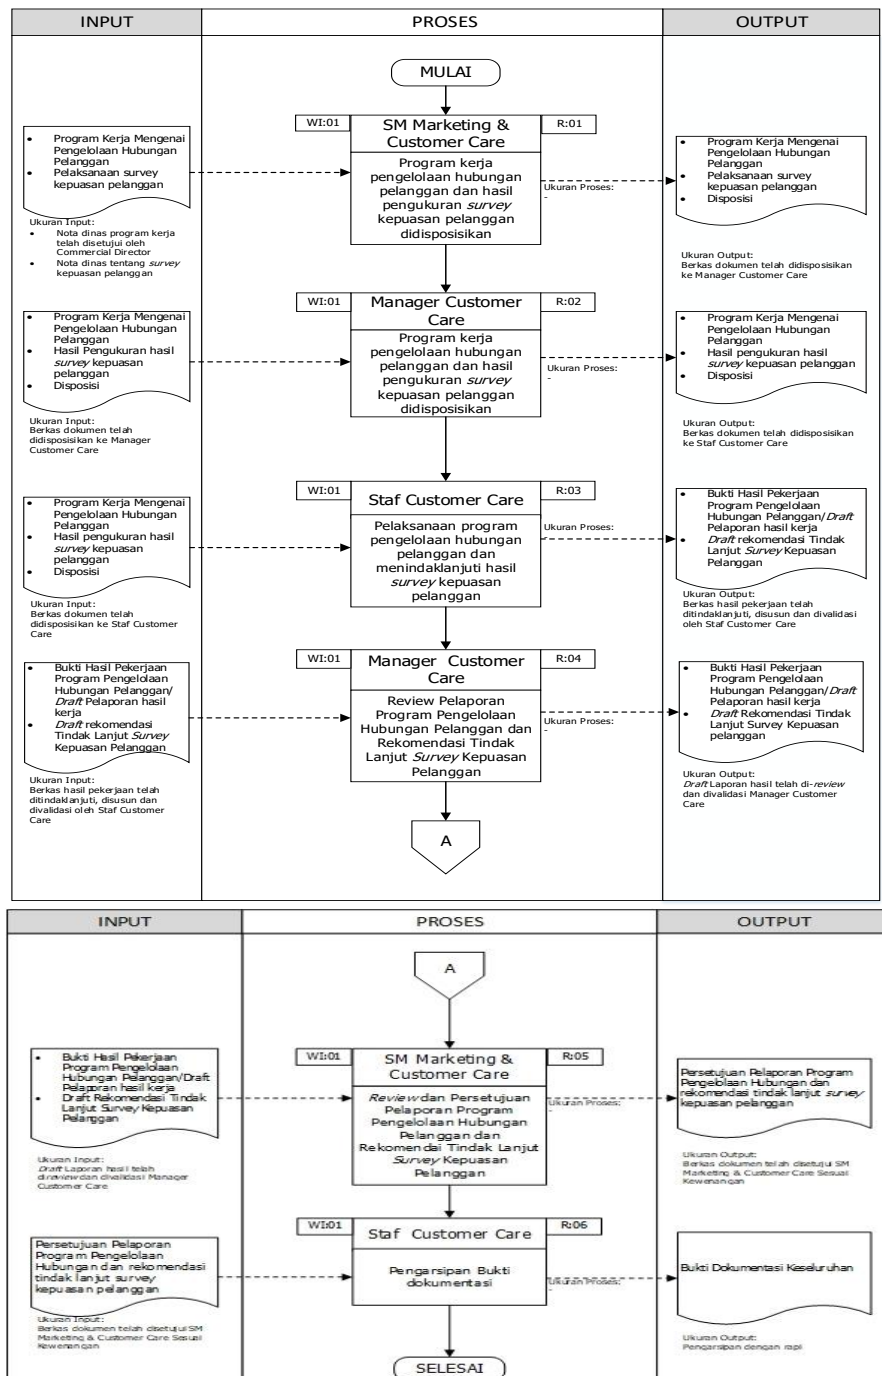 INPUT
PROSES
OUTPUT
MULAI
WI:01
SM Marketing &
Customer Care
R:01
• Program Kerja Mengenai
Pengelolaan Hubungan
Pelanggan
• Pelaksanaan survey
kepuasan pelanggan
Program kerja
pengelolaan hubungan
pelanggan dan hasil
pengukuran survey
kepuasan pelanggan
didisposisikan
Ukuran Proses:
-
• Program Kerja Mengenai
Pengelolaan Hubungan
Pelanggan
• Pelaksanaan survey
kepuasan pelanggan
• Disposisi
Ukuran Input:
• Nota dinas program kerja
telah disetujui oleh
Commercial Director
• Nota dinas tentang survey
kepuasan pelanggan
Ukuran Output:
Berkas dokumen telah didisposisikan
ke Manager Customer Care
WI:01
Manager Customer
Care
R:02
• Program Kerja Mengenai
Pengelolaan Hubungan
Pelanggan
• Hasil Pengukuran hasil
survey kepuasan
pelanggan
• Disposisi
Program kerja
pengelolaan hubungan
pelanggan dan hasil
pengukuran survey
kepuasan pelanggan
didisposisikan
Ukuran Proses:
-
• Program Kerja Mengenai
Pengelolaan Hubungan
Pelanggan
• Hasil pengukuran hasil
survey kepuasan pelanggan
• Disposisi
Ukuran Input:
Berkas dokumen telah
didisposisikan ke Manager
Customer Care
Ukuran Output:
Berkas dokumen telah didisposisikan
ke Staf Customer Care
WI:01
Staf Customer Care
R:03
• Program Kerja Mengenai
Pengelolaan Hubungan
Pelanggan
• Hasil pengukuran hasil
survey kepuasan
pelanggan
• Disposisi
Pelaksanaan program
pengelolaan hubungan
pelanggan dan
menindaklanjuti hasil
survey kepuasan
pelanggan
Ukuran Proses:
-
• Bukti Hasil Pekerjaan
Program Pengelolaan
Hubungan Pelanggan/Draft
Pelaporan hasil kerja
• Draft rekomendasi Tindak
Lanjut Survey Kepuasan
Pelanggan
Ukuran Input:
Berkas dokumen telah
didisposisikan ke Staf Customer
Care
Ukuran Output:
Berkas hasil pekerjaan telah
ditindaklanjuti, disusun dan divalidasi
oleh Staf Customer Care
WI:01
Manager Customer
Care
R:04
• Bukti Hasil Pekerjaan
Program Pengelolaan
Hubungan Pelanggan/
Draft Pelaporan hasil
kerja
• Draft rekomendasi
Tindak Lanjut Survey
Kepuasan Pelanggan
Review Pelaporan
Program Pengelolaan
Hubungan Pelanggan dan
Rekomendasi Tindak
Lanjut Survey Kepuasan
Pelanggan
Ukuran Proses:
-
• Bukti Hasil Pekerjaan
Program Pengelolaan
Hubungan Pelanggan/Draft
Pelaporan hasil kerja
• Draft Rekomendasi Tindak
Lanjut Survey Kepuasan
pelanggan
Ukuran Input:
Berkas hasil pekerjaan telah
ditindaklanjuti, disusun dan
divalidasi oleh Staf Customer
Care
Ukuran Output:
Draft Laporan hasil telah di-review
dan divalidasi Manager Customer
Care
A
INPUT
PROSES
OUTPUT
A
WI:01
SM Marketing &
Customer Care
R:05
• Bukti Hasil Pekerjaan
Program Pengelolaan
Hubungan Pelanggan/Draft
Pelaporan hasil kerja
• Draft Rekomendasi Tindak
Lanjut Survey Kepuasan
Pelanggan
Review dan Persetujuan
Pelaporan Program
Pengelolaan Hubungan
Pelanggan dan
Rekomendai Tindak Lanjut
Survey Kepuasan
Pelanggan
Ukuran Proses:
-
Persetujuan Pelaporan Program
Pengelolaan Hubungan dan
rekomendasi tindak lanjut survey
kepuasan pelanggan
Ukuran Input:
Draft Laporan hasil telah
direview dan divalidasi Manager
Customer Care
Ukuran Output:
Berkas dokumen telah disetujui SM
Marketing & Customer Care Sesuai
Kewenangan
WI:01
Staf Customer Care
R:06
Persetujuan Pelaporan
Program Pengelolaan
Hubungan dan rekomendasi
tindak lanjut survey
kepuasan pelanggan
Pengarsipan Bukti
dokumentasi
Ukuran Proses:
-
Bukti Dokumentasi Keseluruhan
Ukuran Input:
Berkas dokumen telah disetujui SM
Marketing & Customer Care Sesuai
Kewenangan
Ukuran Output:
Pengarsipan dengan rapi
SELESAI